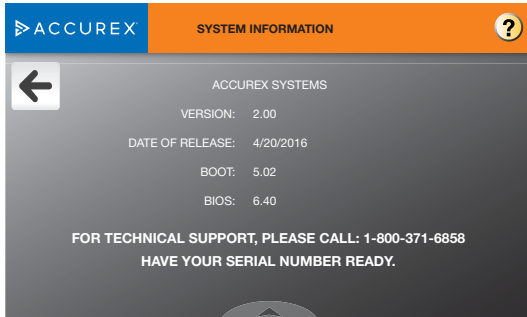 ACCUREX
SYSTEM INFORMATION
?
ACCUREX SYSTEMS
VERSION: 2.00
DATE OF RELEASE: 4/20/2016
BOOT: 5.02
BIOS: 6.40
FOR TECHNICAL SUPPORT, PLEASE CALL: 1-800-371-6858
HAVE YOUR SERIAL NUMBER READY.